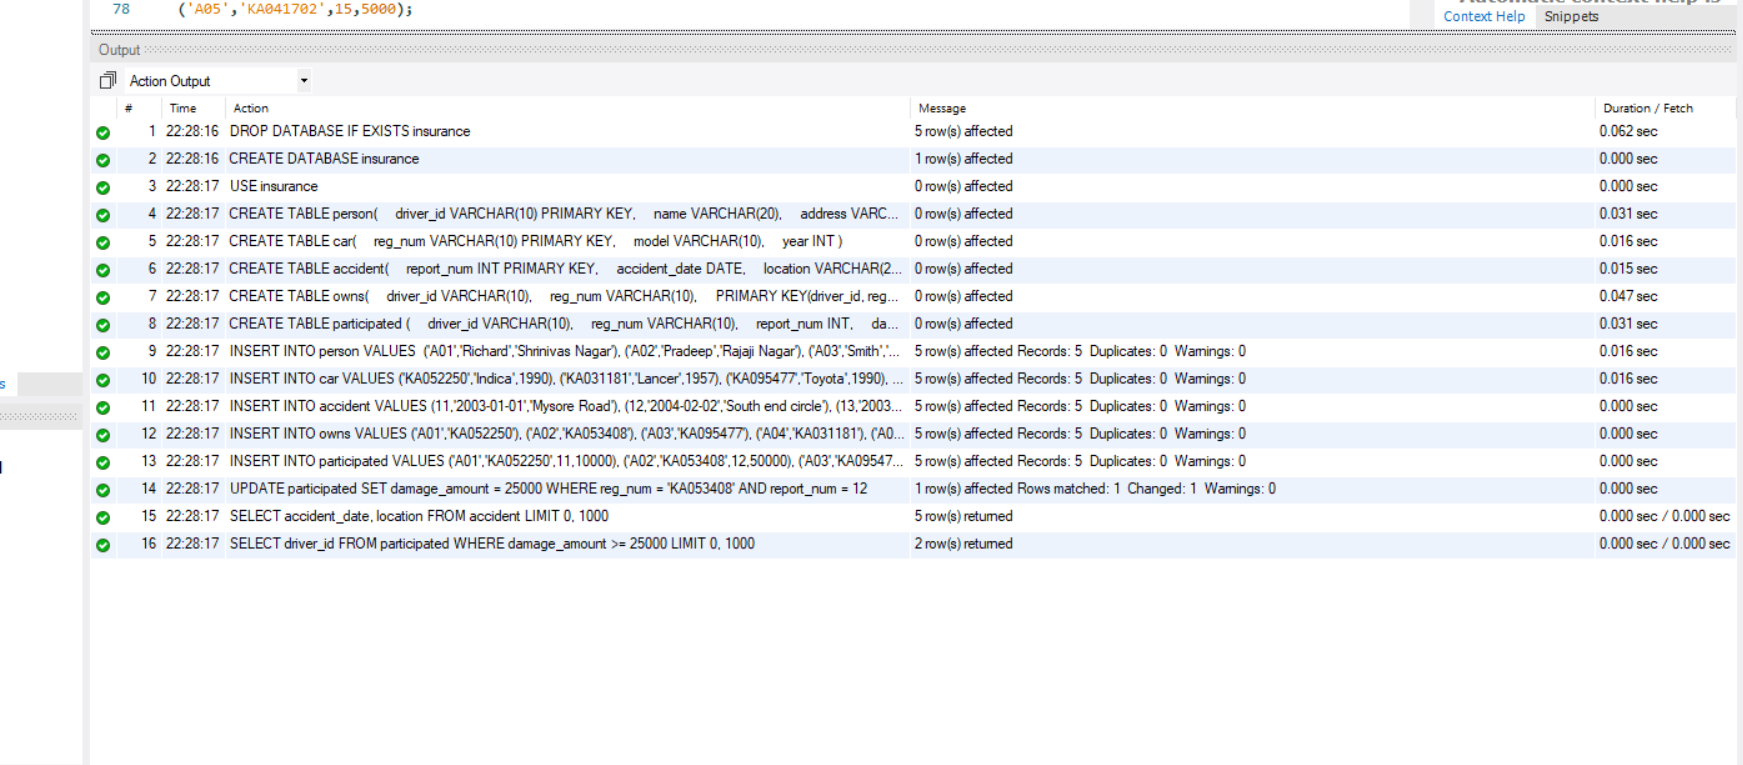 78 ('A05','KA041702',15,5000);
Automatic context help is
Context Help Snippets
Output
Action Output
# Time Action Message Duration / Fetch
1 22:28:16 DROP DATABASE IF EXISTS insurance 5 row(s) affected 0.062 sec
2 22:28:16 CREATE DATABASE insurance 1 row(s) affected 0.000 sec
3 22:28:17 USE insurance 0 row(s) affected 0.000 sec
4 22:28:17 CREATE TABLE person( driver_id VARCHAR(10) PRIMARY KEY, name VARCHAR(20), address VARC... 0 row(s) affected 0.031 sec
5 22:28:17 CREATE TABLE car( reg_num VARCHAR(10) PRIMARY KEY, model VARCHAR(10), year INT ) 0 row(s) affected 0.016 sec
6 22:28:17 CREATE TABLE accident( report_num INT PRIMARY KEY, accident_date DATE, location VARCHAR(2... 0 row(s) affected 0.015 sec
7 22:28:17 CREATE TABLE owns( driver_id VARCHAR(10), reg_num VARCHAR(10), PRIMARY KEY(driver_id, reg... 0 row(s) affected 0.047 sec
8 22:28:17 CREATE TABLE participated ( driver_id VARCHAR(10), reg_num VARCHAR(10), report_num INT, da... 0 row(s) affected 0.031 sec
9 22:28:17 INSERT INTO person VALUES ('A01','Richard','Shrinivas Nagar'), ('A02','Pradeep','Rajaji Nagar'), ('A03','Smith','... 5 row(s) affected Records: 5 Duplicates: 0 Warnings: 0 0.016 sec
10 22:28:17 INSERT INTO car VALUES ('KA052250','Indica',1990), ('KA031181','Lancer',1957), ('KA095477','Toyota',1990), ... 5 row(s) affected Records: 5 Duplicates: 0 Warnings: 0 0.016 sec
11 22:28:17 INSERT INTO accident VALUES (11,'2003-01-01','Mysore Road'), (12,'2004-02-02','South end circle'), (13,'2003... 5 row(s) affected Records: 5 Duplicates: 0 Warnings: 0 0.000 sec
12 22:28:17 INSERT INTO owns VALUES ('A01','KA052250'), ('A02','KA053408'), ('A03','KA095477'), ('A04','KA031181'), ('A0... 5 row(s) affected Records: 5 Duplicates: 0 Warnings: 0 0.000 sec
13 22:28:17 INSERT INTO participated VALUES ('A01','KA052250',11,10000), ('A02','KA053408',12,50000), ('A03','KA09547... 5 row(s) affected Records: 5 Duplicates: 0 Warnings: 0 0.000 sec
14 22:28:17 UPDATE participated SET damage_amount = 25000 WHERE reg_num = 'KA053408' AND report_num = 12 1 row(s) affected Rows matched: 1 Changed: 1 Warnings: 0 0.000 sec
15 22:28:17 SELECT accident_date, location FROM accident LIMIT 0, 1000 5 row(s) returned 0.000 sec / 0.000 sec
16 22:28:17 SELECT driver_id FROM participated WHERE damage_amount >= 25000 LIMIT 0, 1000 2 row(s) returned 0.000 sec / 0.000 sec